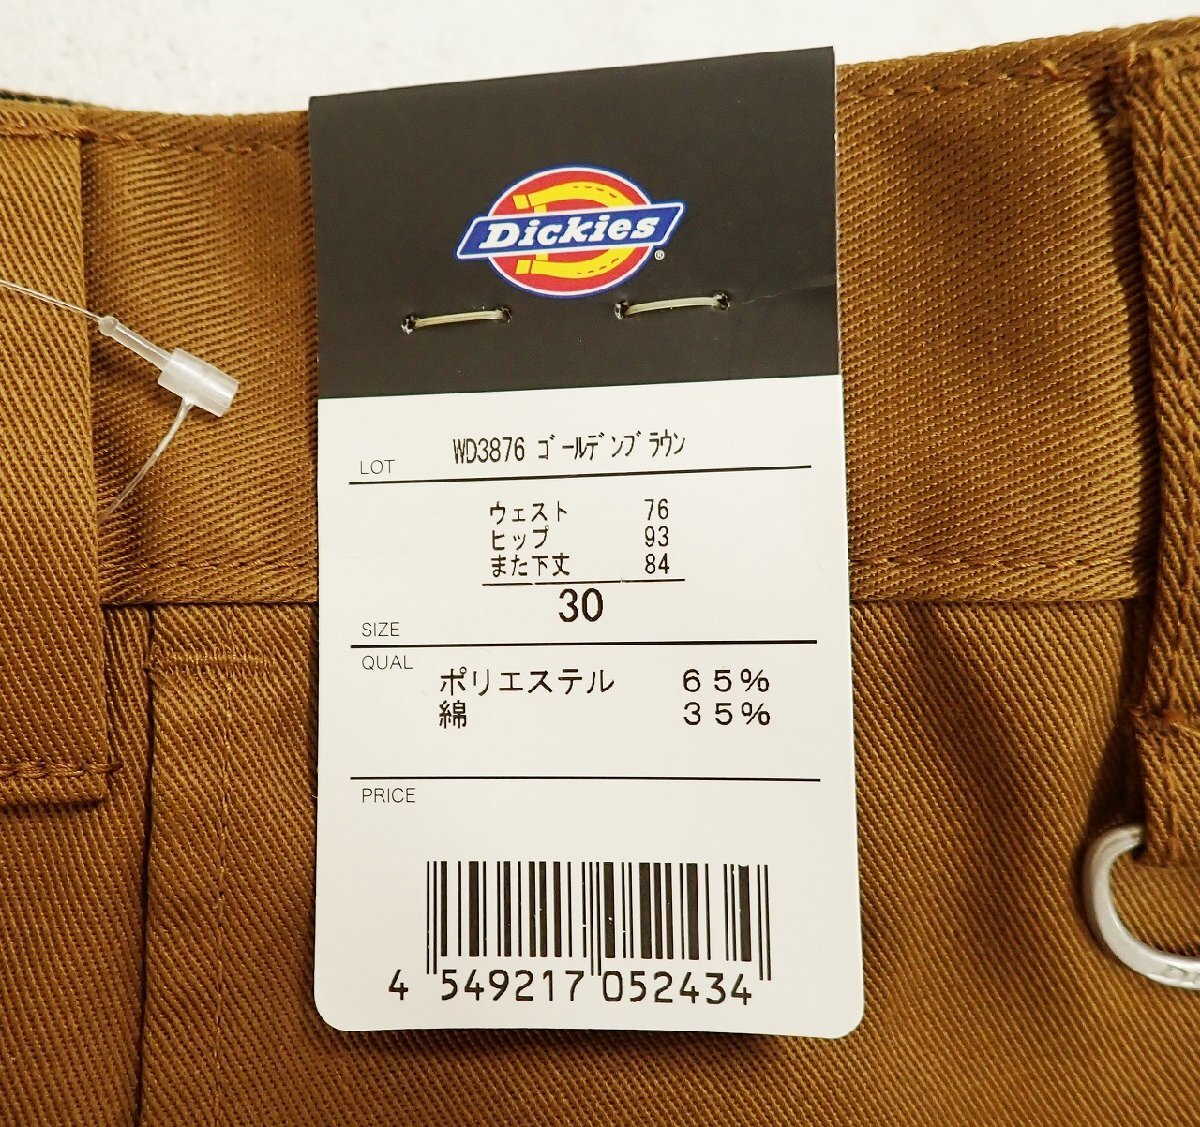 Dickies
®
LOT WD3876 ゴールデンブラウン
ウェスト 76
ヒップ 93
また下丈 84
SIZE 30
QUAL ポリエステル 65%
綿 35%
PRICE
4 549217 052434